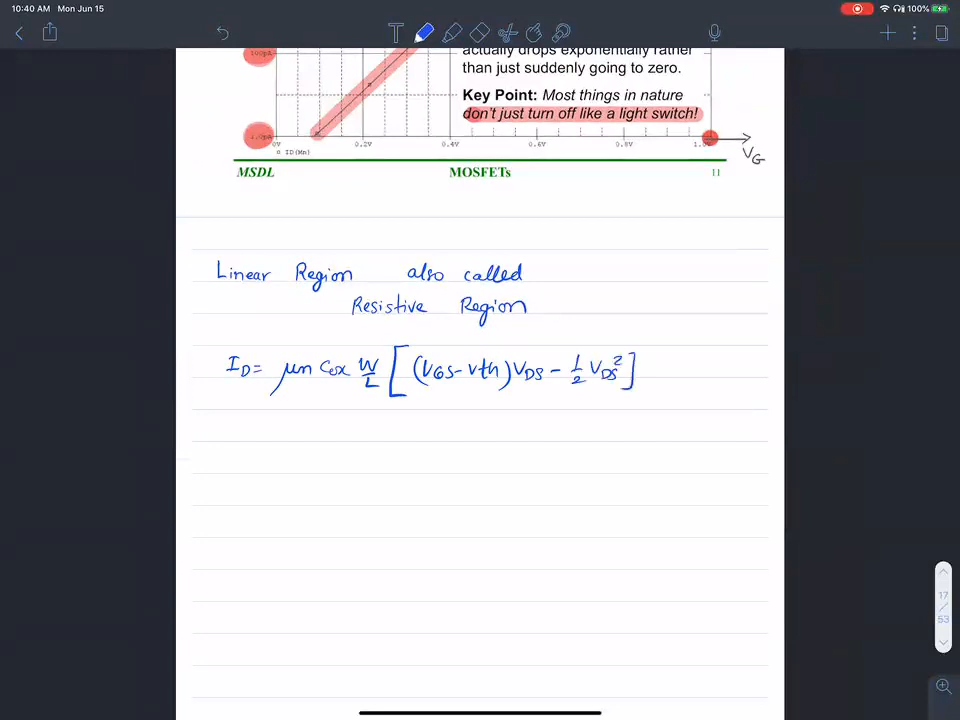 10:40 AM Mon Jun 15
100%
100pA
actually drops exponentially rather
than just suddenly going to zero.
Key Point: Most things in nature
don't just turn off like a light switch!
0V 0.2V 0.4V 0.6V 0.8V
ID(Mn)
VG
MSDL MOSFETs 11
Linear Region also called
Resistive Region
ID = μn Cox W/L [(VGS - Vth) VDS - 1/2 VDS²]
17
/
53